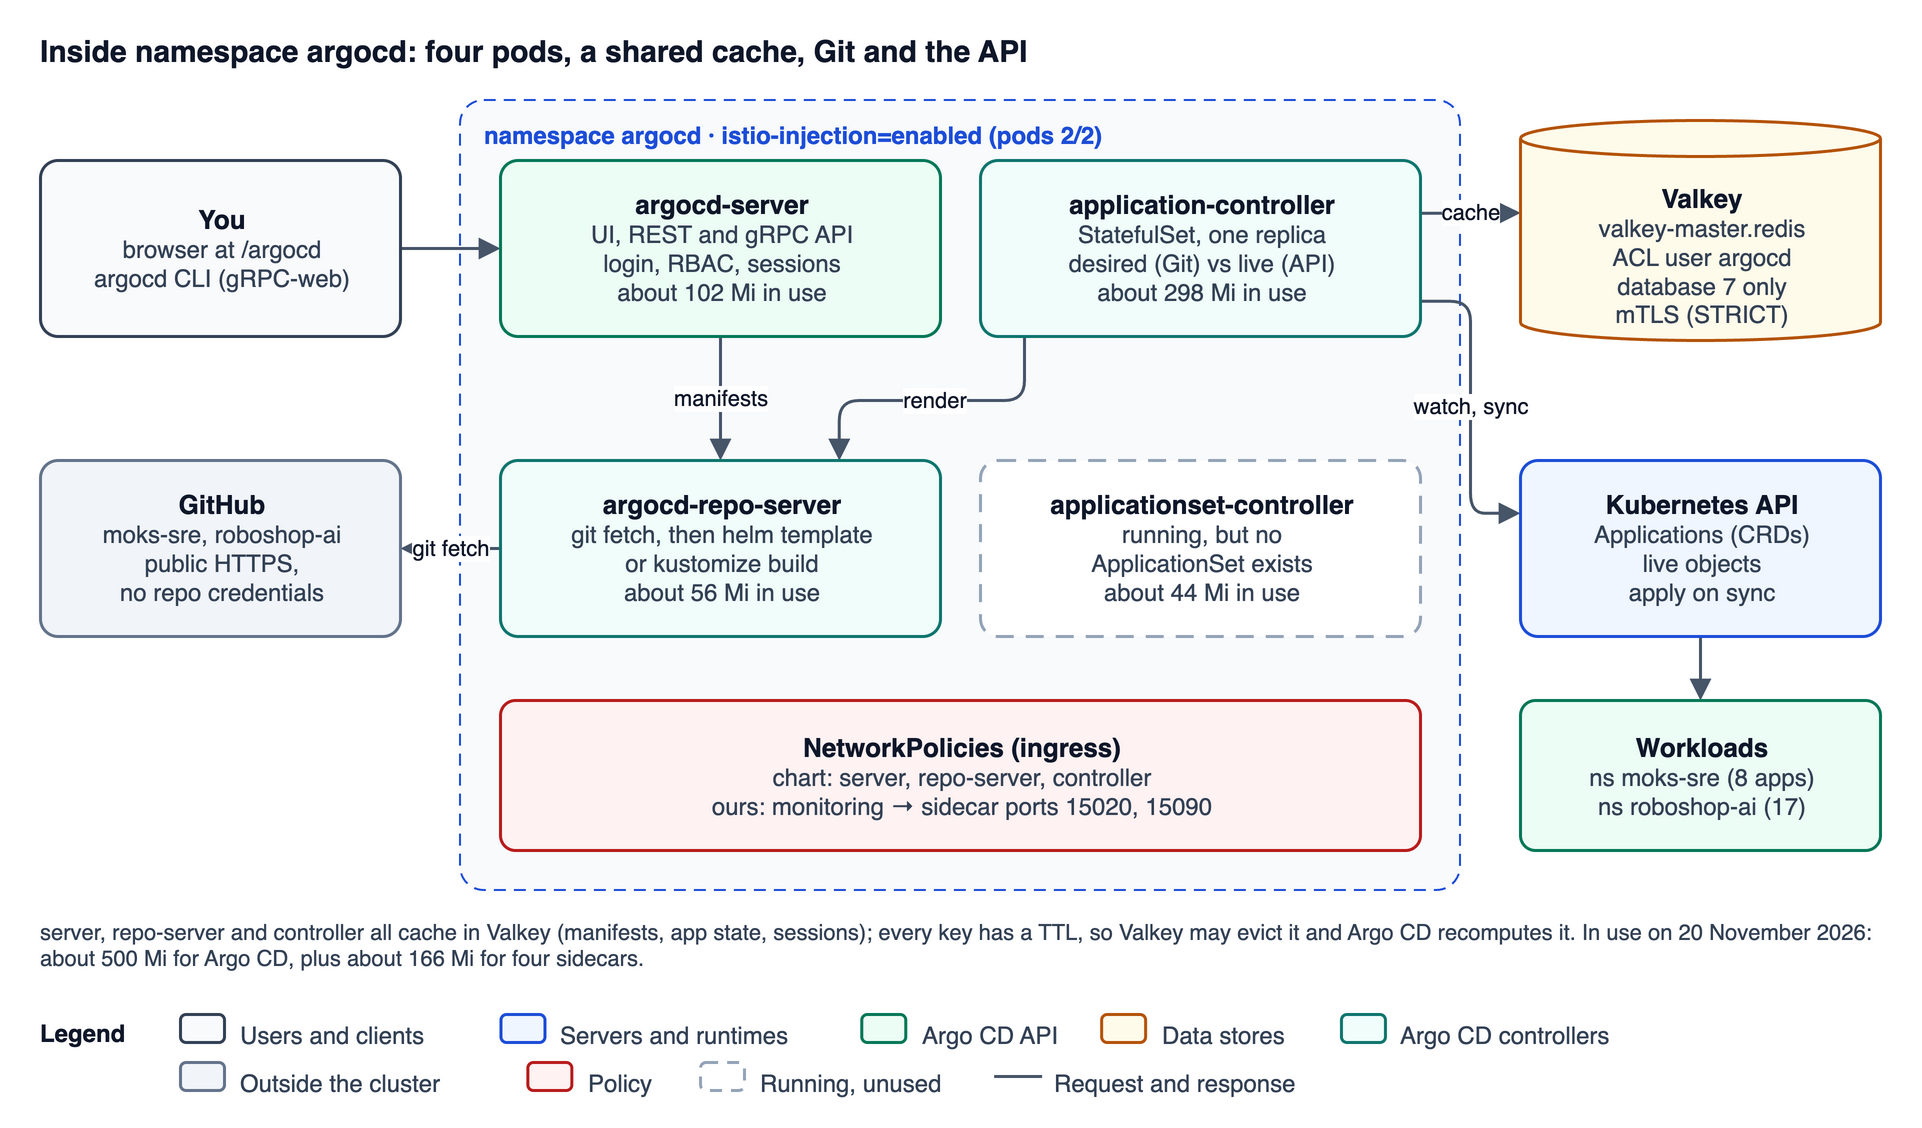 Inside namespace argocd: four pods, a shared cache, Git and the API
namespace argocd · istio-injection=enabled (pods 2/2)
You
browser at /argocd
argocd CLI (gRPC-web)
argocd-server
UI, REST and gRPC API
login, RBAC, sessions
about 102 Mi in use
application-controller
StatefulSet, one replica
desired (Git) vs live (API)
about 298 Mi in use
cache
Valkey
valkey-master.redis
ACL user argocd
database 7 only
mTLS (STRICT)
manifests
render
watch, sync
GitHub
moks-sre, roboshop-ai
public HTTPS,
no repo credentials
git fetch
argocd-repo-server
git fetch, then helm template
or kustomize build
about 56 Mi in use
applicationset-controller
running, but no
ApplicationSet exists
about 44 Mi in use
Kubernetes API
Applications (CRDs)
live objects
apply on sync
NetworkPolicies (ingress)
chart: server, repo-server, controller
ours: monitoring → sidecar ports 15020, 15090
Workloads
ns moks-sre (8 apps)
ns roboshop-ai (17)
server, repo-server and controller all cache in Valkey (manifests, app state, sessions); every key has a TTL, so Valkey may evict it and Argo CD recomputes it. In use on 20 November 2026:
about 500 Mi for Argo CD, plus about 166 Mi for four sidecars.
Legend
Users and clients
Servers and runtimes
Argo CD API
Data stores
Argo CD controllers
Outside the cluster
Policy
Running, unused
Request and response